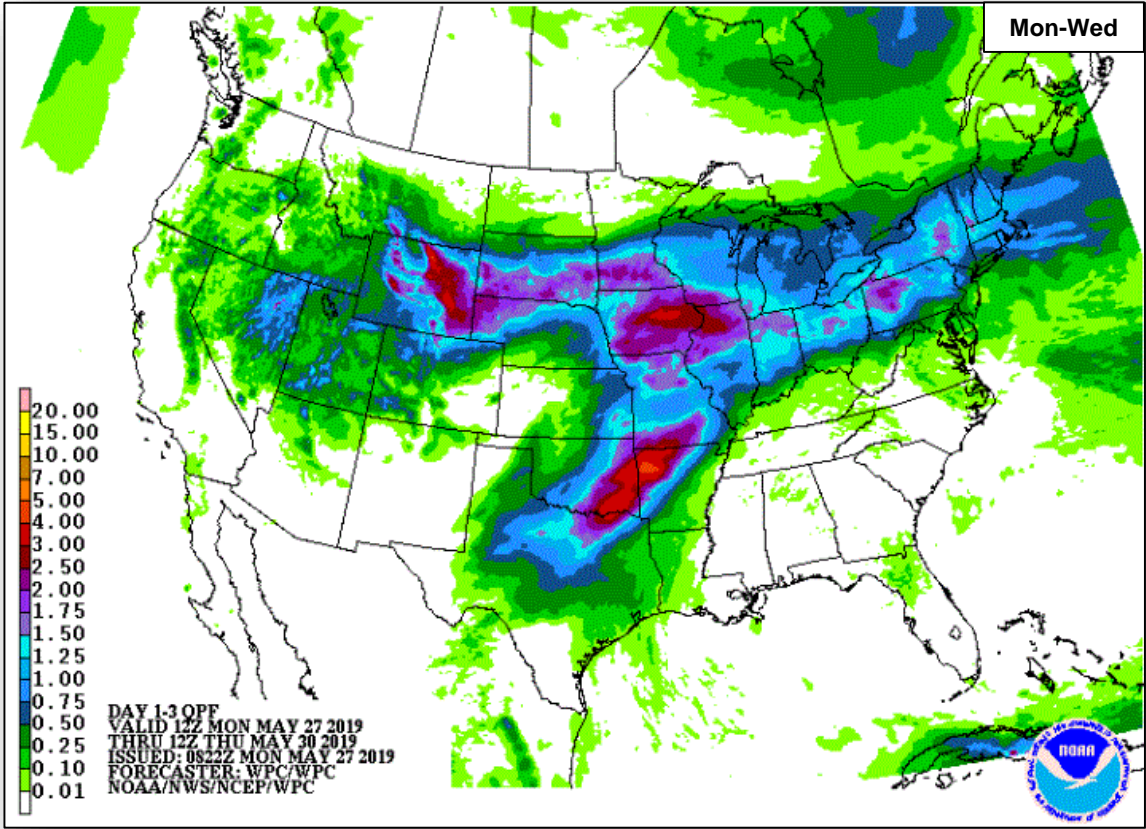 Mon-Wed
20.00
15.00
10.00
7.00
5.00
4.00
3.00
2.50
2.00
1.75
1.50
1.25
1.00
0.75
0.50
0.25
0.10
0.01
DAY 1-3 QPF
VALID 12Z MON MAY 27 2019
THRU 12Z THU MAY 30 2019
ISSUED: 0822Z MON MAY 27 2019
FORECASTER: WPC/WPC
NOAA/NWS/NCEP/WPC
NOAA